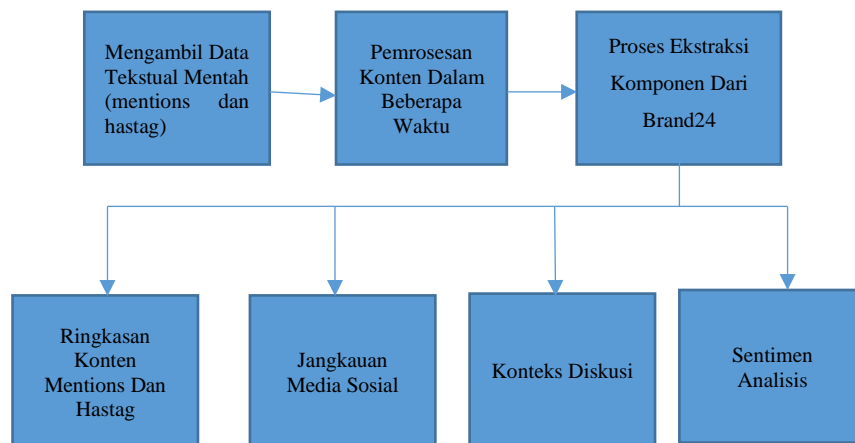 Mengambil Data
Tekstual Mentah
(mentions dan
hastag)
Pemrosesan
Konten Dalam
Beberapa
Waktu
Proses Ekstraksi
Komponen Dari
Brand24
Ringkasan
Konten
Mentions Dan
Hastag
Jangkauan
Media Sosial
Konteks Diskusi
Sentimen
Analisis